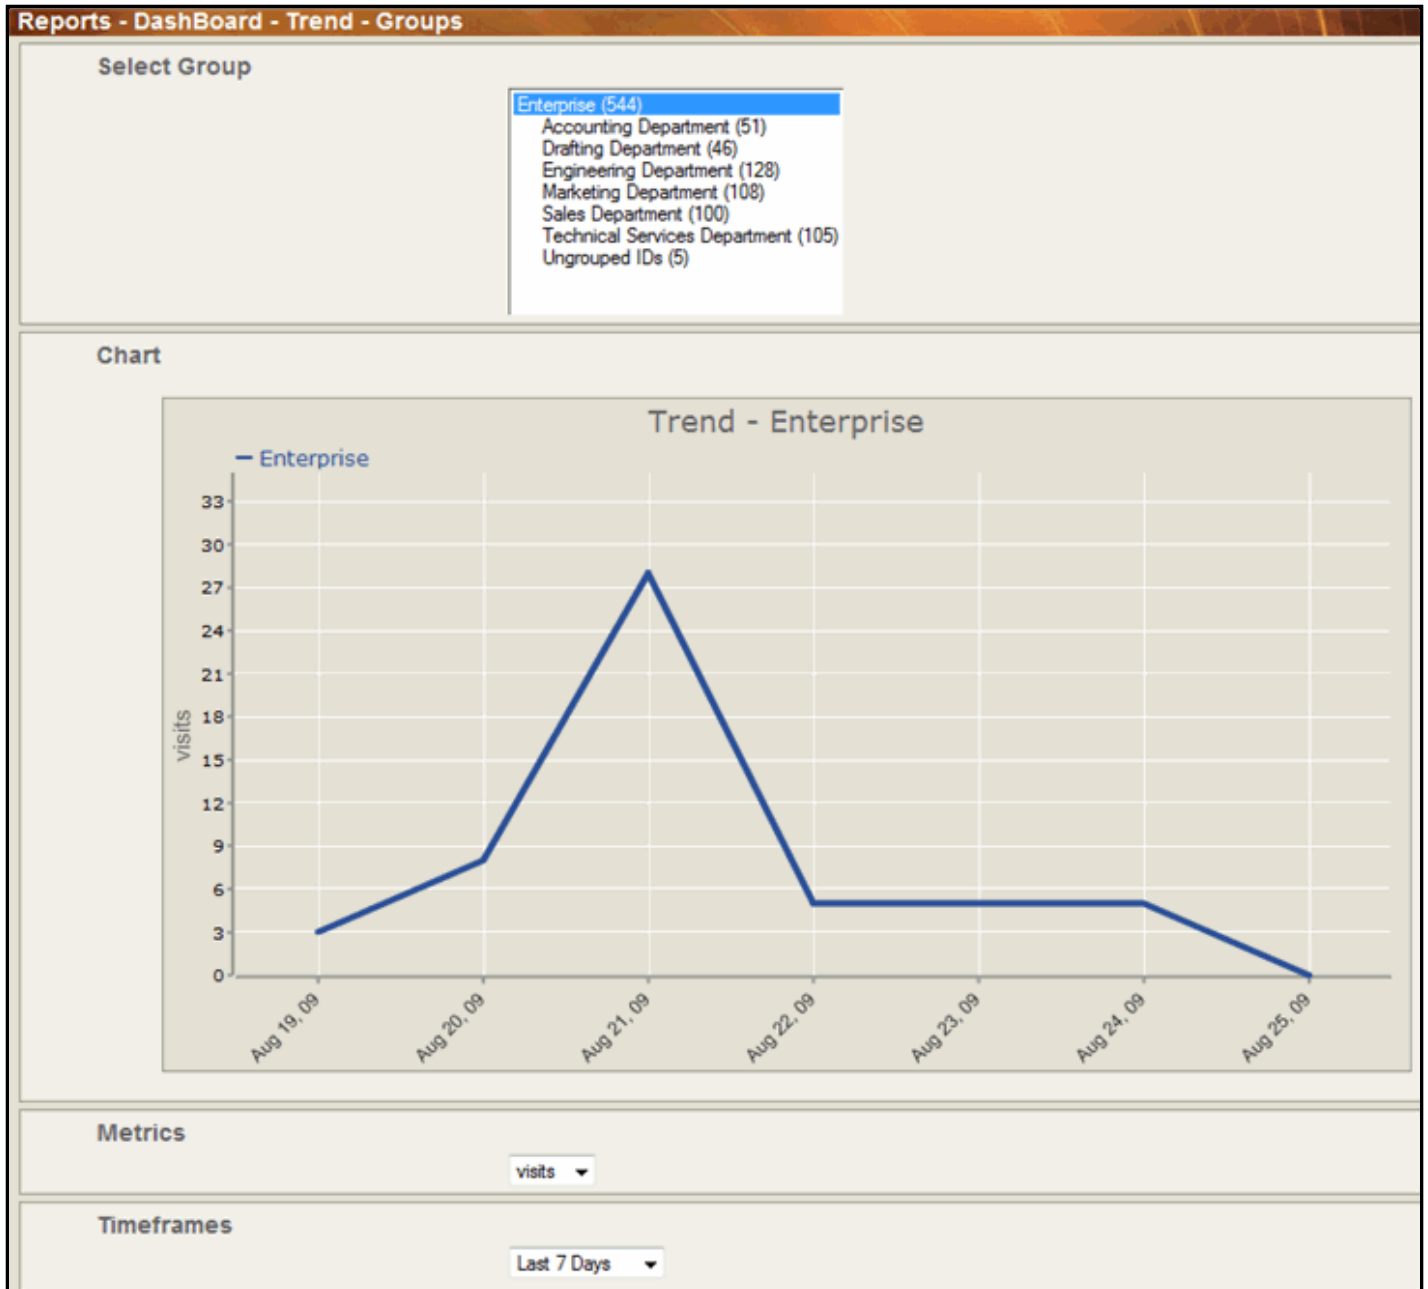 Reports - DashBoard - Trend - Groups
Select Group
Enterprise (544)
Accounting Department (51)
Drafting Department (46)
Engineering Department (128)
Marketing Department (108)
Sales Department (100)
Technical Services Department (105)
Ungrouped IDs (5)
Chart
Trend - Enterprise
Enterprise
33
30
27
24
21
18
15
12
9
6
3
0
visits
Aug 19, 09
Aug 20, 09
Aug 21, 09
Aug 22, 09
Aug 23, 09
Aug 24, 09
Aug 25, 09
Metrics
visits
Timeframes
Last 7 Days